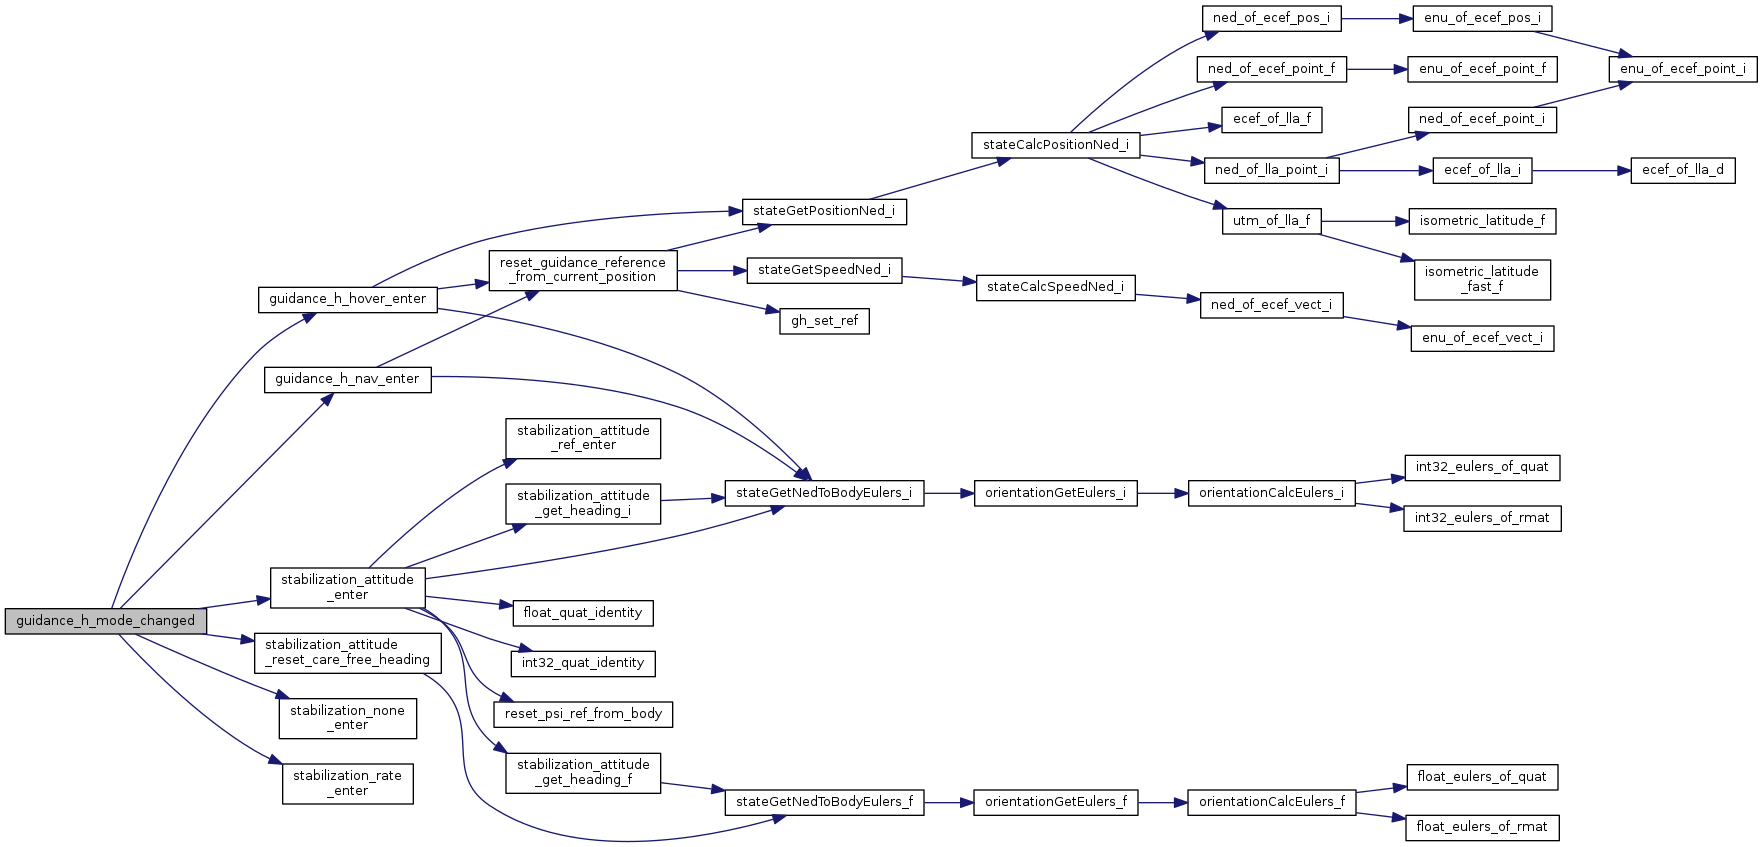 guidance_h_mode_changed
guidance_h_hover_enter
guidance_h_nav_enter
stabilization_attitude
_enter
stabilization_attitude
_reset_care_free_heading
stabilization_none
_enter
stabilization_rate
_enter
reset_guidance_reference
_from_current_position
stabilization_attitude
_ref_enter
stabilization_attitude
_get_heading_i
float_quat_identity
int32_quat_identity
reset_psi_ref_from_body
stabilization_attitude
_get_heading_f
stateGetPositionNed_i
stateGetSpeedNed_i
gh_set_ref
stateGetNedToBodyEulers_i
stateGetNedToBodyEulers_f
stateCalcPositionNed_i
stateCalcSpeedNed_i
orientationGetEulers_i
orientationGetEulers_f
ned_of_ecef_pos_i
ned_of_ecef_point_f
ecef_of_lla_f
ned_of_lla_point_i
utm_of_lla_f
ned_of_ecef_vect_i
orientationCalcEulers_i
orientationCalcEulers_f
enu_of_ecef_pos_i
enu_of_ecef_point_f
ned_of_ecef_point_i
ecef_of_lla_i
isometric_latitude_f
isometric_latitude
_fast_f
enu_of_ecef_vect_i
int32_eulers_of_quat
int32_eulers_of_rmat
float_eulers_of_quat
float_eulers_of_rmat
enu_of_ecef_point_i
ecef_of_lla_d